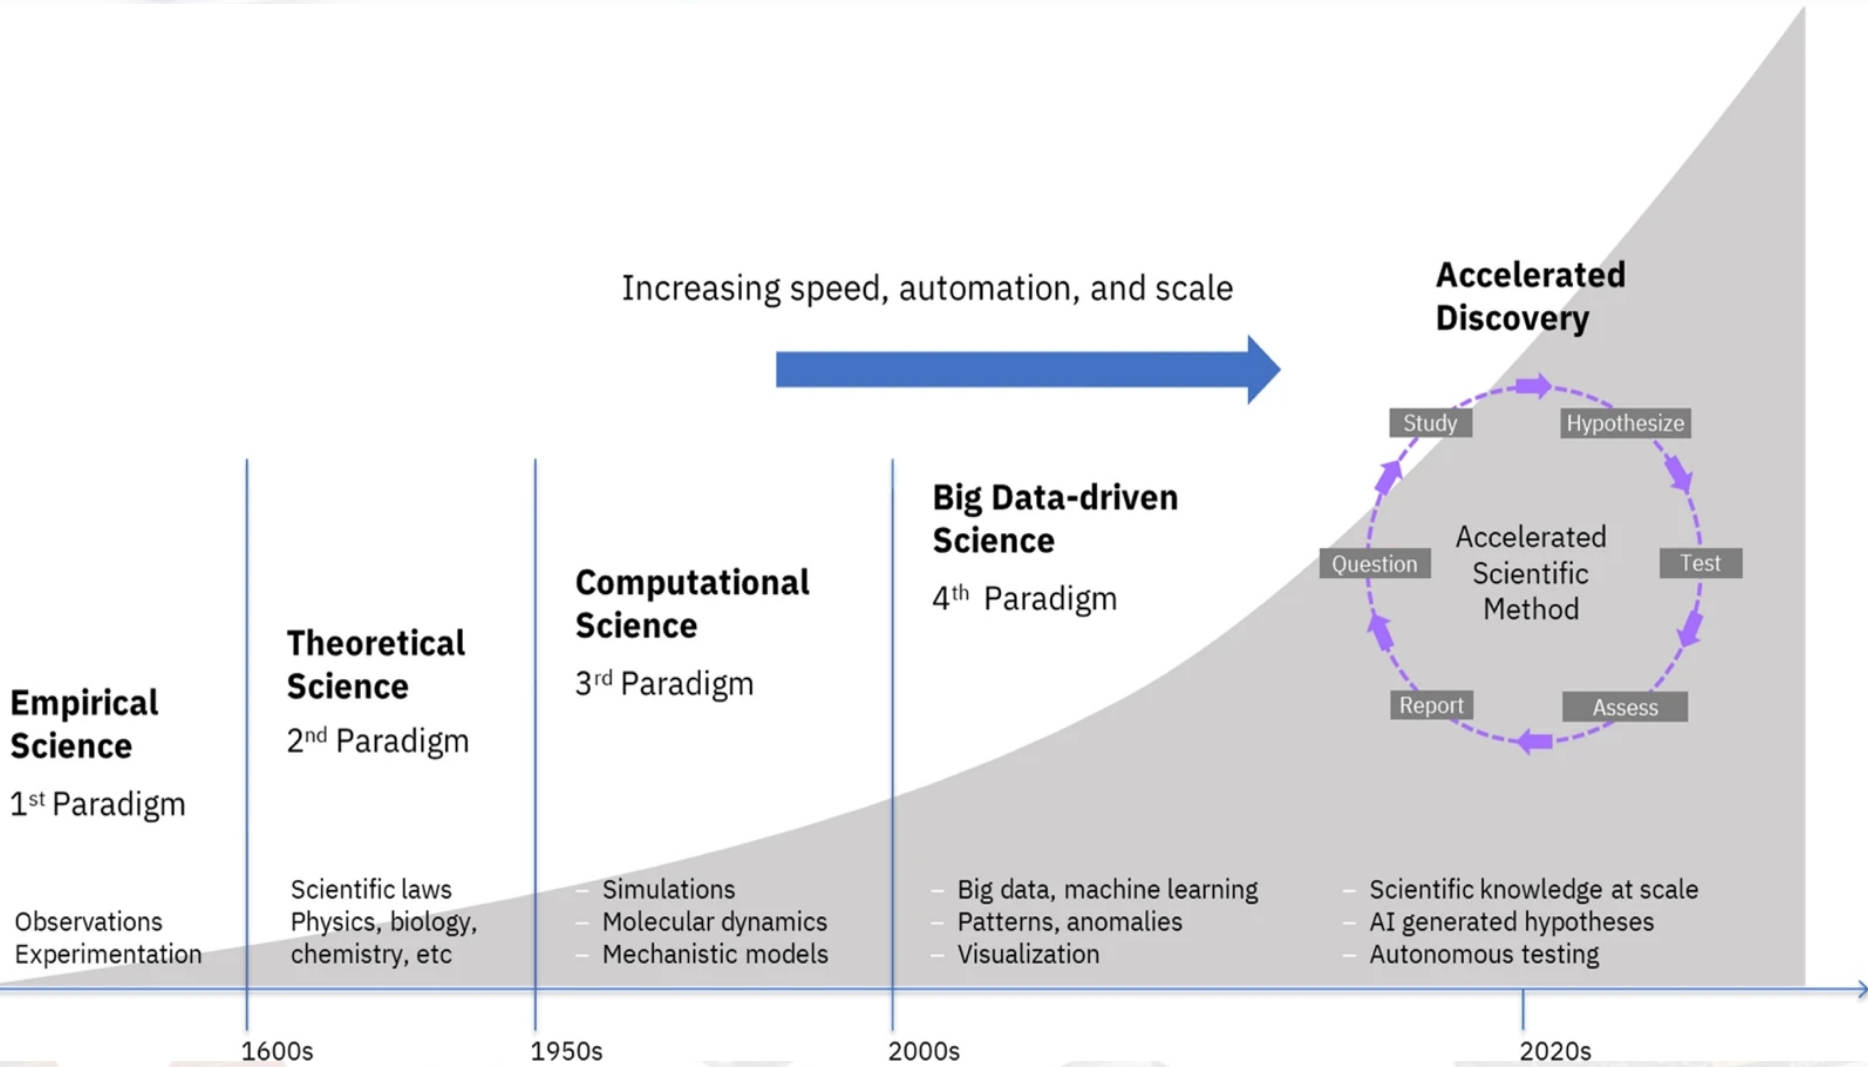 Increasing speed, automation, and scale
Empirical
Science
1st Paradigm
Observations
Experimentation
Theoretical
Science
2nd Paradigm
Scientific laws
Physics, biology,
chemistry, etc
Computational
Science
3rd Paradigm
– Simulations
– Molecular dynamics
– Mechanistic models
Big Data-driven
Science
4th Paradigm
– Big data, machine learning
– Patterns, anomalies
– Visualization
Accelerated
Discovery
Study
Hypothesize
Test
Assess
Report
Question
Accelerated
Scientific
Method
– Scientific knowledge at scale
– AI generated hypotheses
– Autonomous testing
1600s
1950s
2000s
2020s